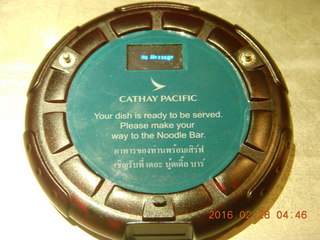 No Message
CATHAY PACIFIC
Your dish is ready to be served.
Please make your
way to the Noodle Bar.
อาหารของท่านพร้อมเสิร์ฟ
เชิญรับที่ เดอะ นู้ดเดิ้ล บาร์
2016/02/28 04:46